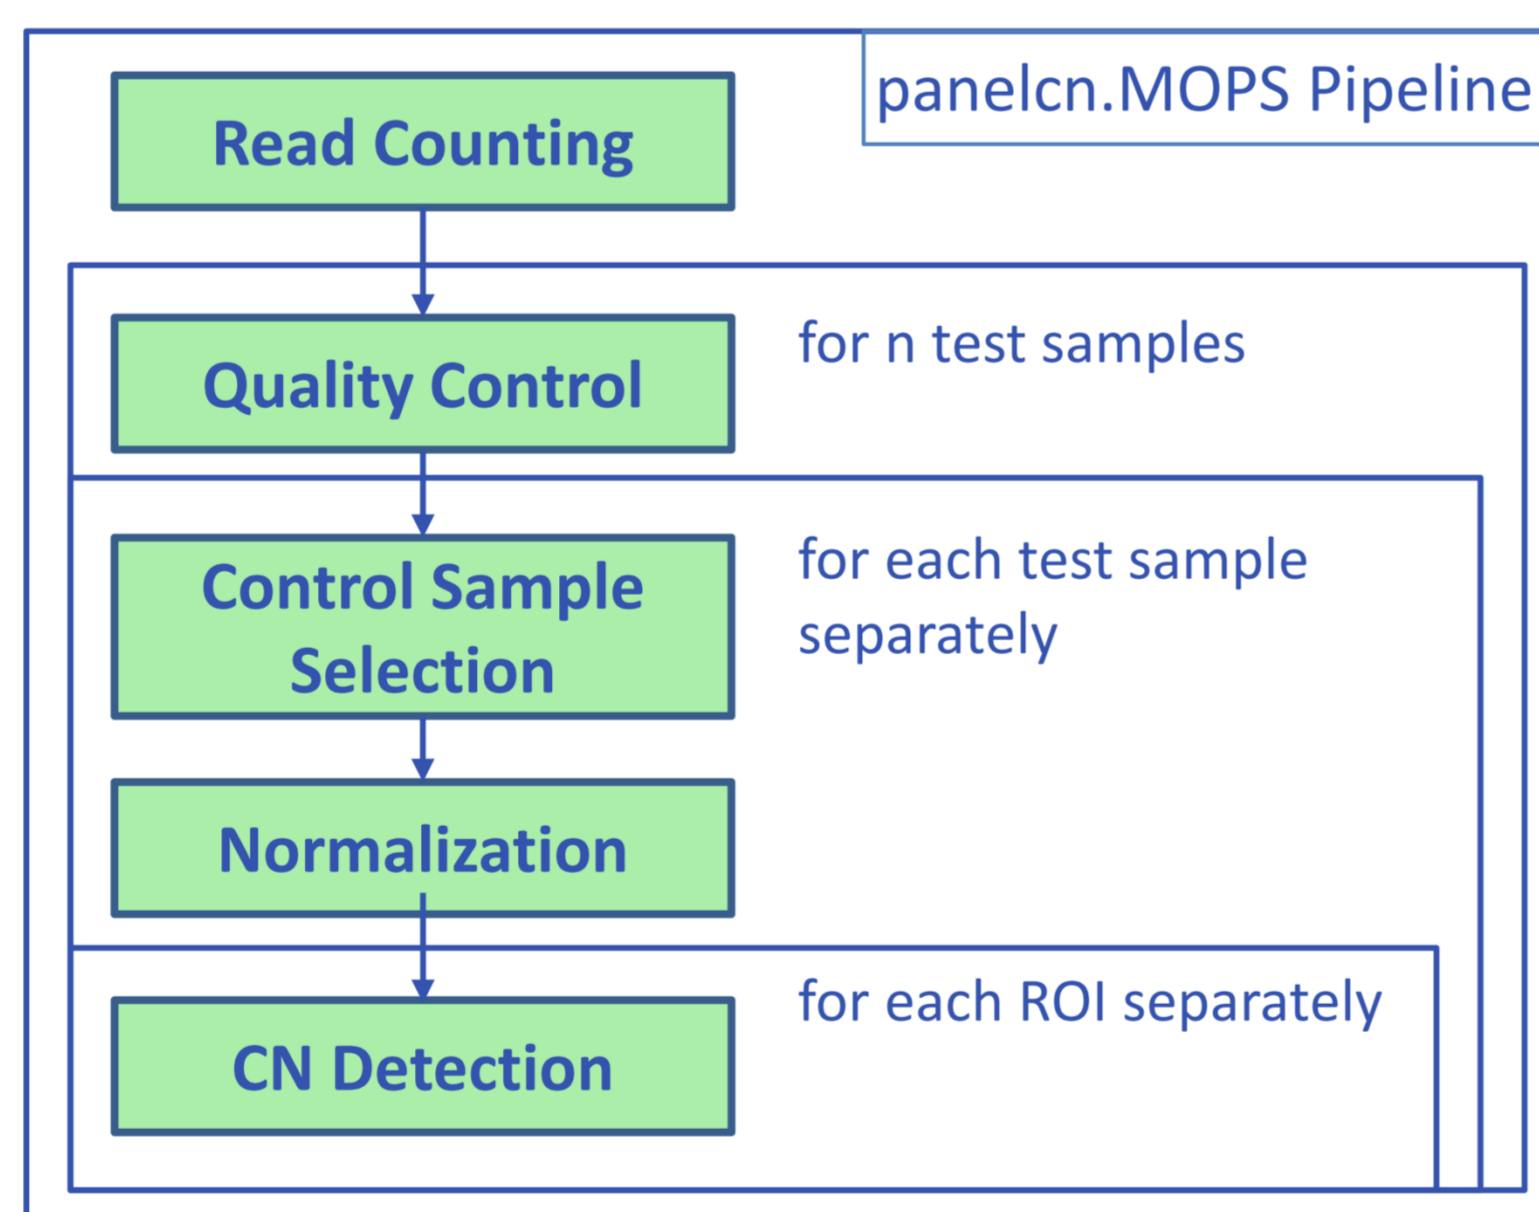 panelcn.MOPS Pipeline
Read Counting
Quality Control
for n test samples
Control Sample
Selection
for each test sample
separately
Normalization
CN Detection
for each ROI separately